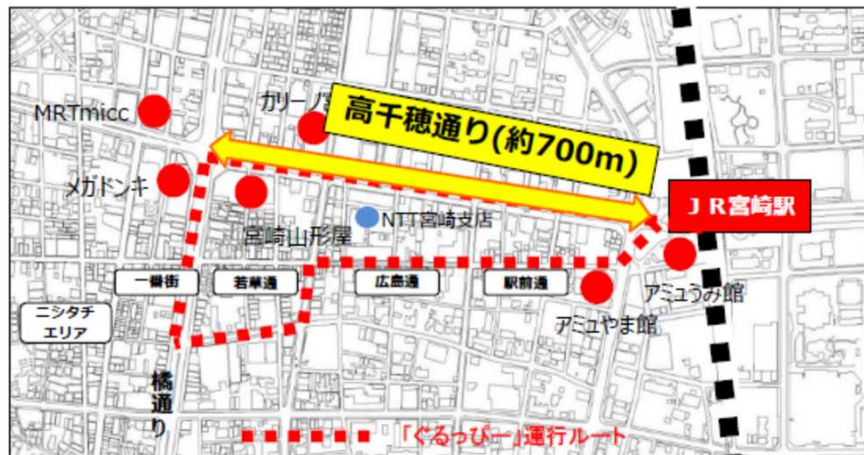 MRTmicc
カリーノ宮
高千穂通り(約700m)
メガドンキ
JR宮崎駅
宮崎山形屋
NTT宮崎支店
一番街
若草通
広島通
駅前通
アミュうみ館
アミュやま館
ニシタチ
エリア
橘通り
「ぐるっぴー」運行ルート